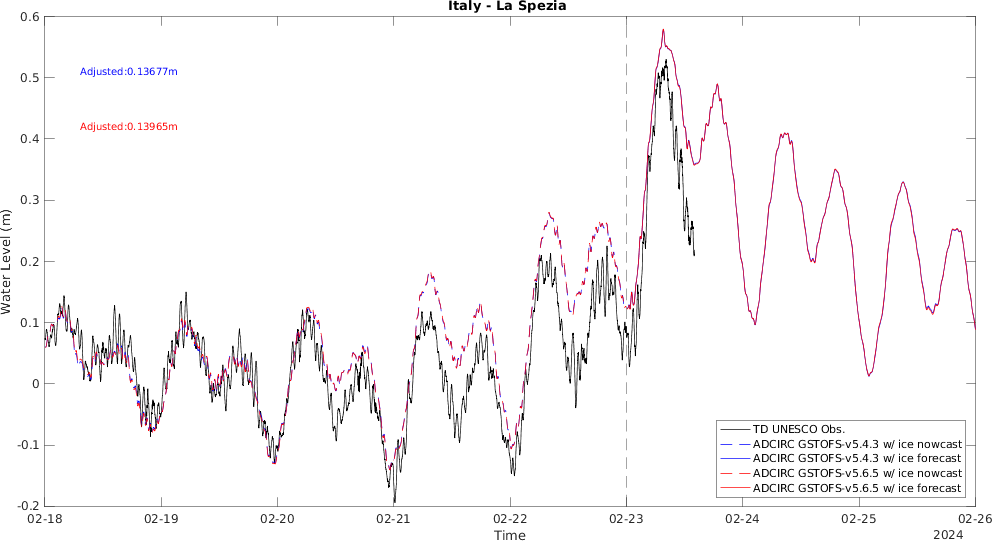 Italy - La Spezia
0.6
0.5
0.4
0.3
0.2
0.1
0
-0.1
-0.2
Water Level (m)
Adjusted:0.13677m
Adjusted:0.13965m
TD UNESCO Obs.
ADCIRC GSTOFS-v5.4.3 w/ ice nowcast
ADCIRC GSTOFS-v5.4.3 w/ ice forecast
ADCIRC GSTOFS-v5.6.5 w/ ice nowcast
ADCIRC GSTOFS-v5.6.5 w/ ice forecast
02-18 02-19 02-20 02-21 02-22 02-23 02-24 02-25 02-26
Time
2024